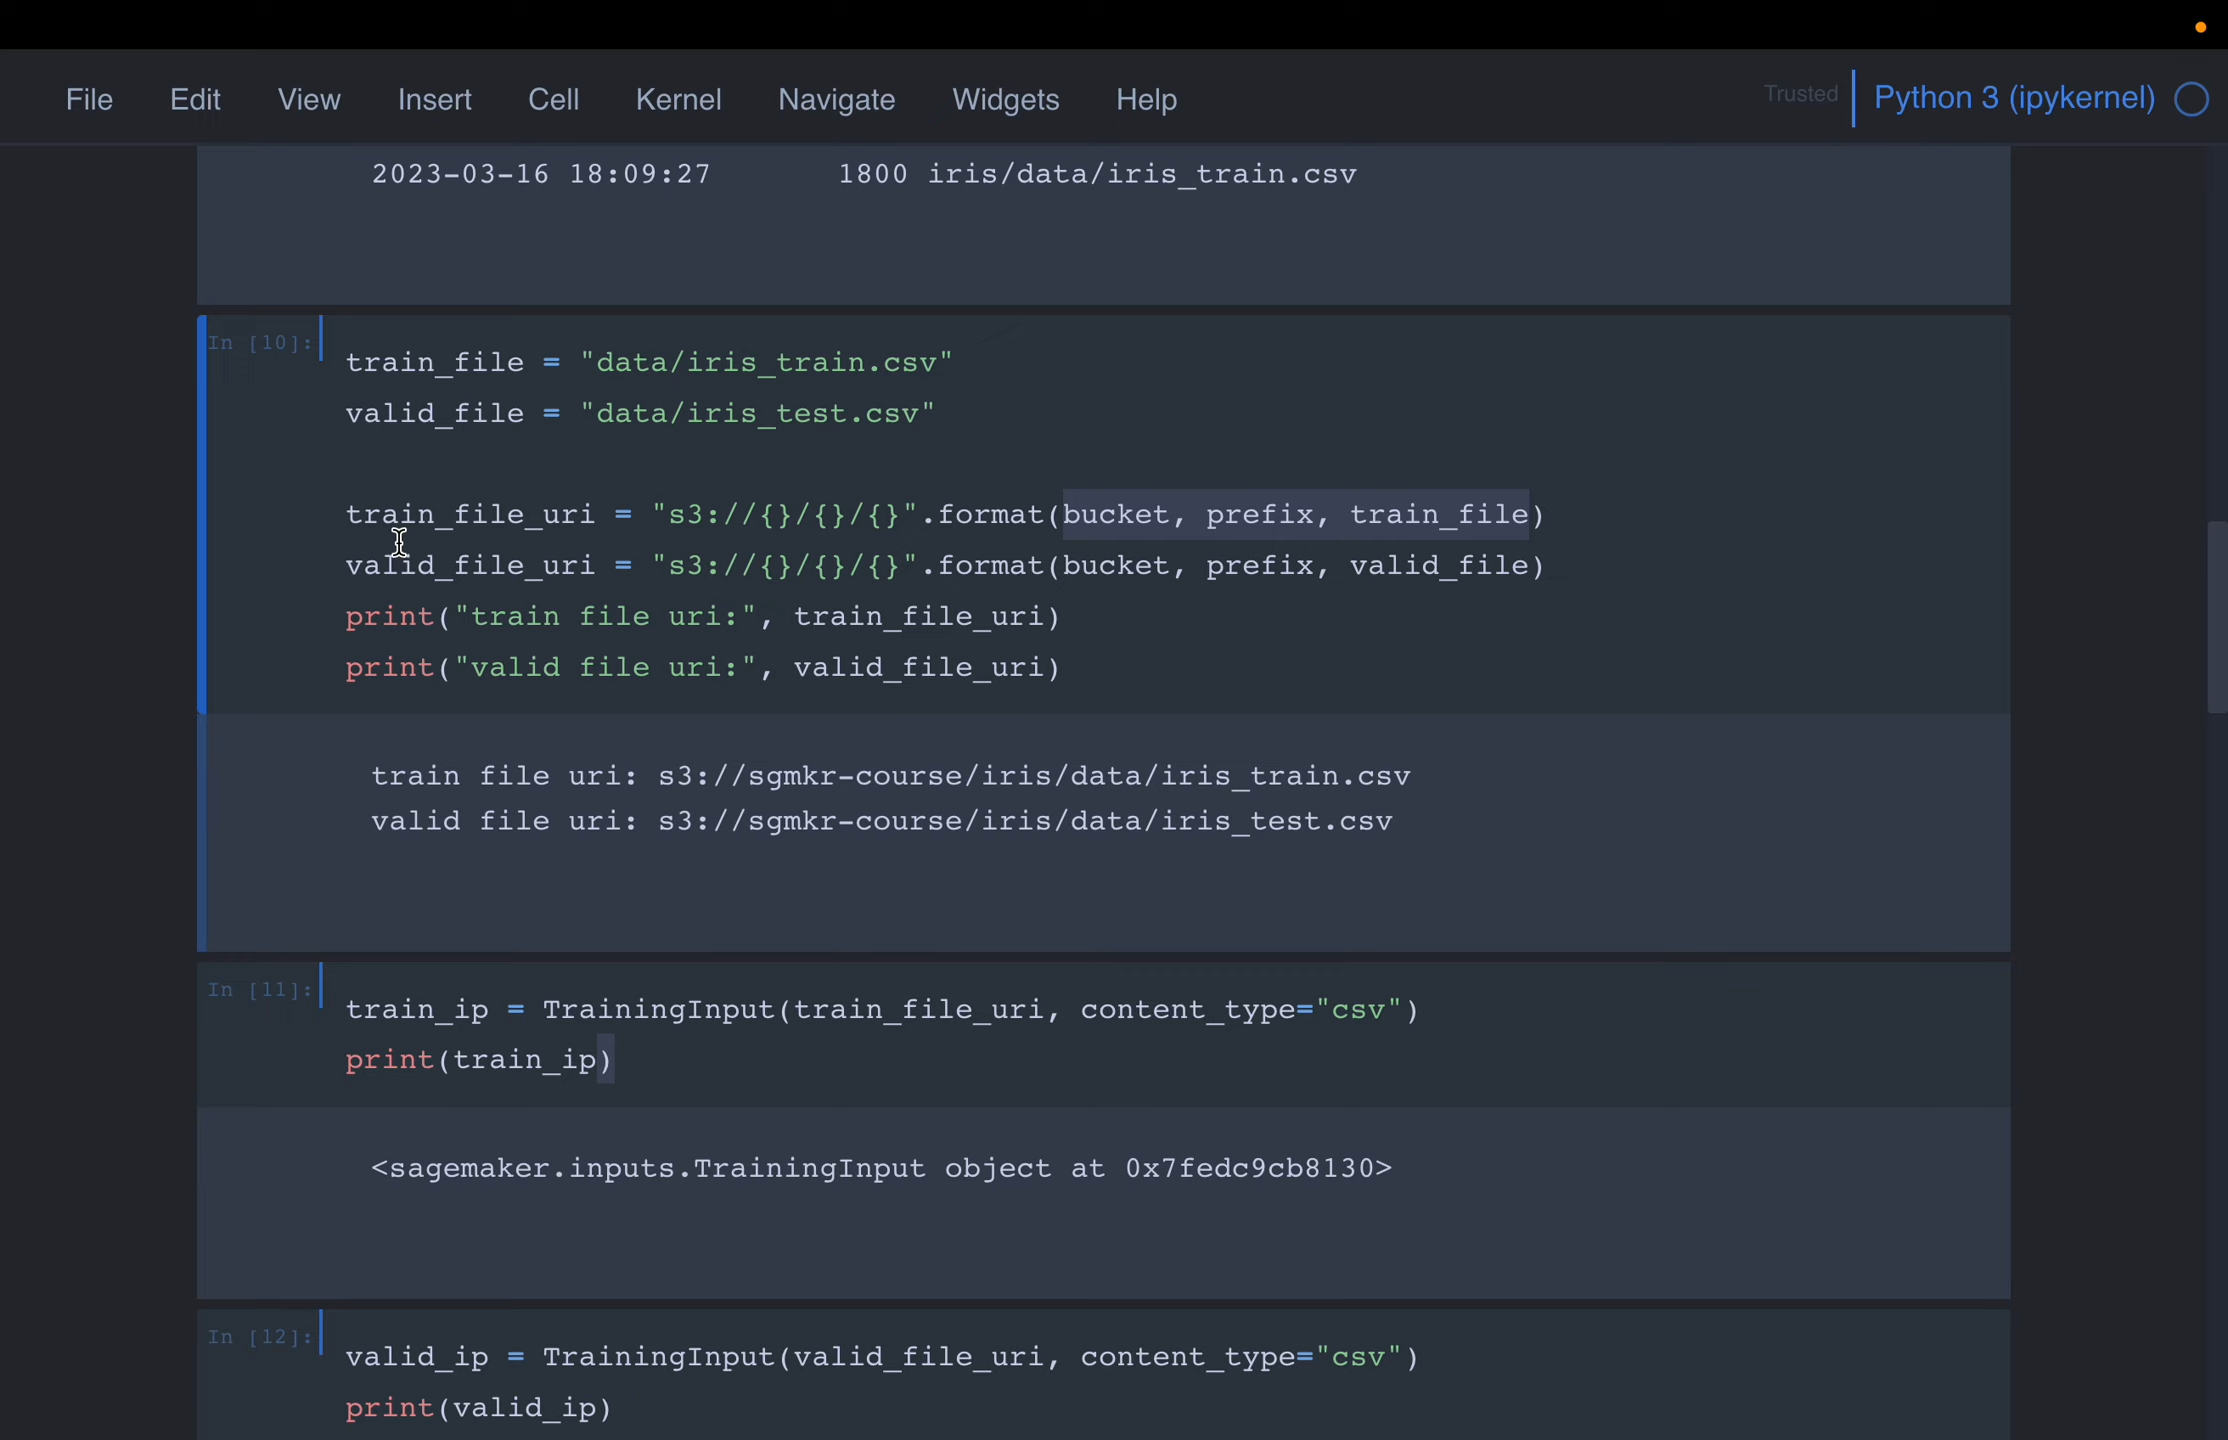 File Edit View Insert Cell Kernel Navigate Widgets Help Trusted Python 3 (ipykernel)
2023-03-16 18:09:27 1800 iris/data/iris_train.csv
In [10]:
train_file = "data/iris_train.csv"
valid_file = "data/iris_test.csv"
train_file_uri = "s3://{}/{}/{}".format(bucket, prefix, train_file)
valid_file_uri = "s3://{}/{}/{}".format(bucket, prefix, valid_file)
print("train file uri:", train_file_uri)
print("valid file uri:", valid_file_uri)
train file uri: s3://sgmkr-course/iris/data/iris_train.csv
valid file uri: s3://sgmkr-course/iris/data/iris_test.csv
In [11]:
train_ip = TrainingInput(train_file_uri, content_type="csv")
print(train_ip)
<sagemaker.inputs.TrainingInput object at 0x7fedc9cb8130>
In [12]:
valid_ip = TrainingInput(valid_file_uri, content_type="csv")
print(valid_ip)